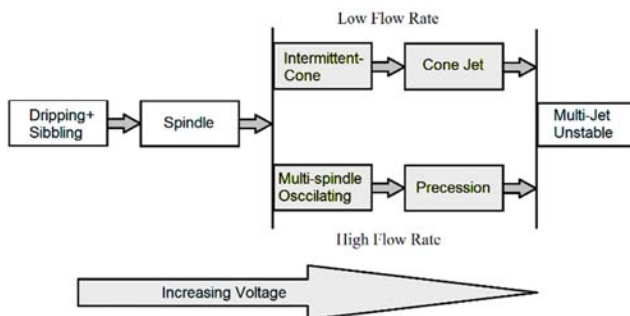 Low Flow Rate
Intermittent-
Cone
Cone Jet
Dripping+
Sibbling
Spindle
Multi-Jet
Unstable
Multi-spindle
Osccilating
Precession
High Flow Rate
Increasing Voltage